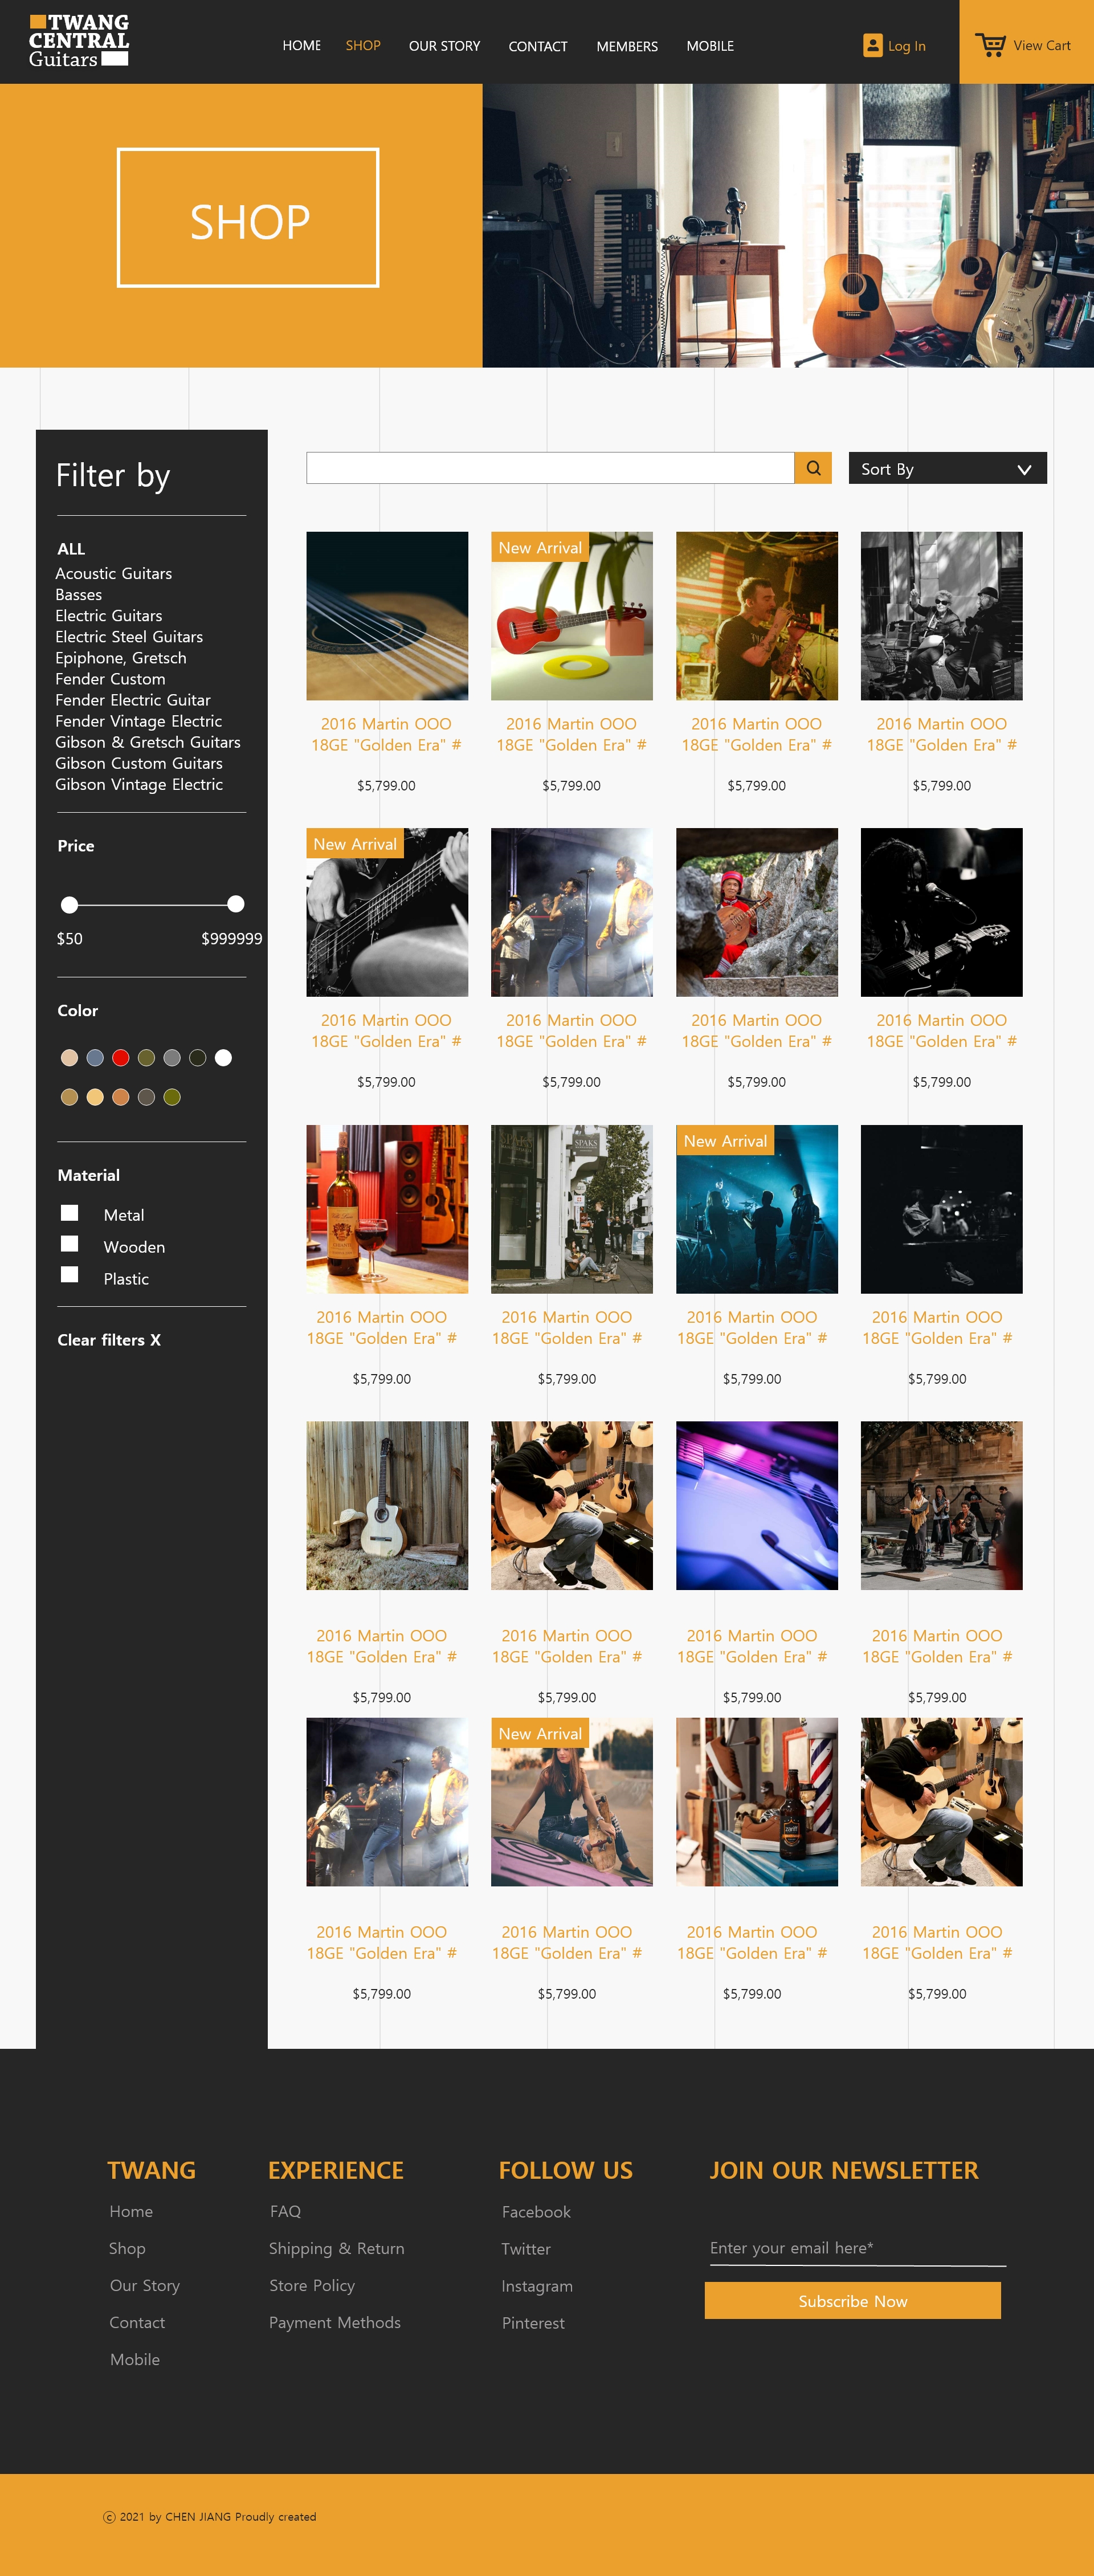 TWANG
CENTRAL
Guitars
HOME
SHOP
OUR STORY
CONTACT
MEMBERS
MOBILE
Log In
View Cart
SHOP
Filter by
ALL
Acoustic Guitars
Basses
Electric Guitars
Electric Steel Guitars
Epiphone, Gretsch
Fender Custom
Fender Electric Guitar
Fender Vintage Electric
Gibson & Gretsch Guitars
Gibson Custom Guitars
Gibson Vintage Electric
Price
$50
$999999
Color
Material
Metal
Wooden
Plastic
Clear filters X
Sort By
New Arrival
2016 Martin OOO
18GE "Golden Era" #
$5,799.00
2016 Martin OOO
18GE "Golden Era" #
$5,799.00
2016 Martin OOO
18GE "Golden Era" #
$5,799.00
2016 Martin OOO
18GE "Golden Era" #
$5,799.00
New Arrival
2016 Martin OOO
18GE "Golden Era" #
$5,799.00
2016 Martin OOO
18GE "Golden Era" #
$5,799.00
2016 Martin OOO
18GE "Golden Era" #
$5,799.00
2016 Martin OOO
18GE "Golden Era" #
$5,799.00
SPAKS
New Arrival
2016 Martin OOO
18GE "Golden Era" #
$5,799.00
2016 Martin OOO
18GE "Golden Era" #
$5,799.00
2016 Martin OOO
18GE "Golden Era" #
$5,799.00
2016 Martin OOO
18GE "Golden Era" #
$5,799.00
2016 Martin OOO
18GE "Golden Era" #
$5,799.00
2016 Martin OOO
18GE "Golden Era" #
$5,799.00
2016 Martin OOO
18GE "Golden Era" #
$5,799.00
2016 Martin OOO
18GE "Golden Era" #
$5,799.00
New Arrival
2016 Martin OOO
18GE "Golden Era" #
$5,799.00
2016 Martin OOO
18GE "Golden Era" #
$5,799.00
2016 Martin OOO
18GE "Golden Era" #
$5,799.00
2016 Martin OOO
18GE "Golden Era" #
$5,799.00
TWANG
Home
Shop
Our Story
Contact
Mobile
EXPERIENCE
FAQ
Shipping & Return
Store Policy
Payment Methods
FOLLOW US
Facebook
Twitter
Instagram
Pinterest
JOIN OUR NEWSLETTER
Enter your email here*
Subscribe Now
ⓒ 2021 by CHEN JIANG Proudly created